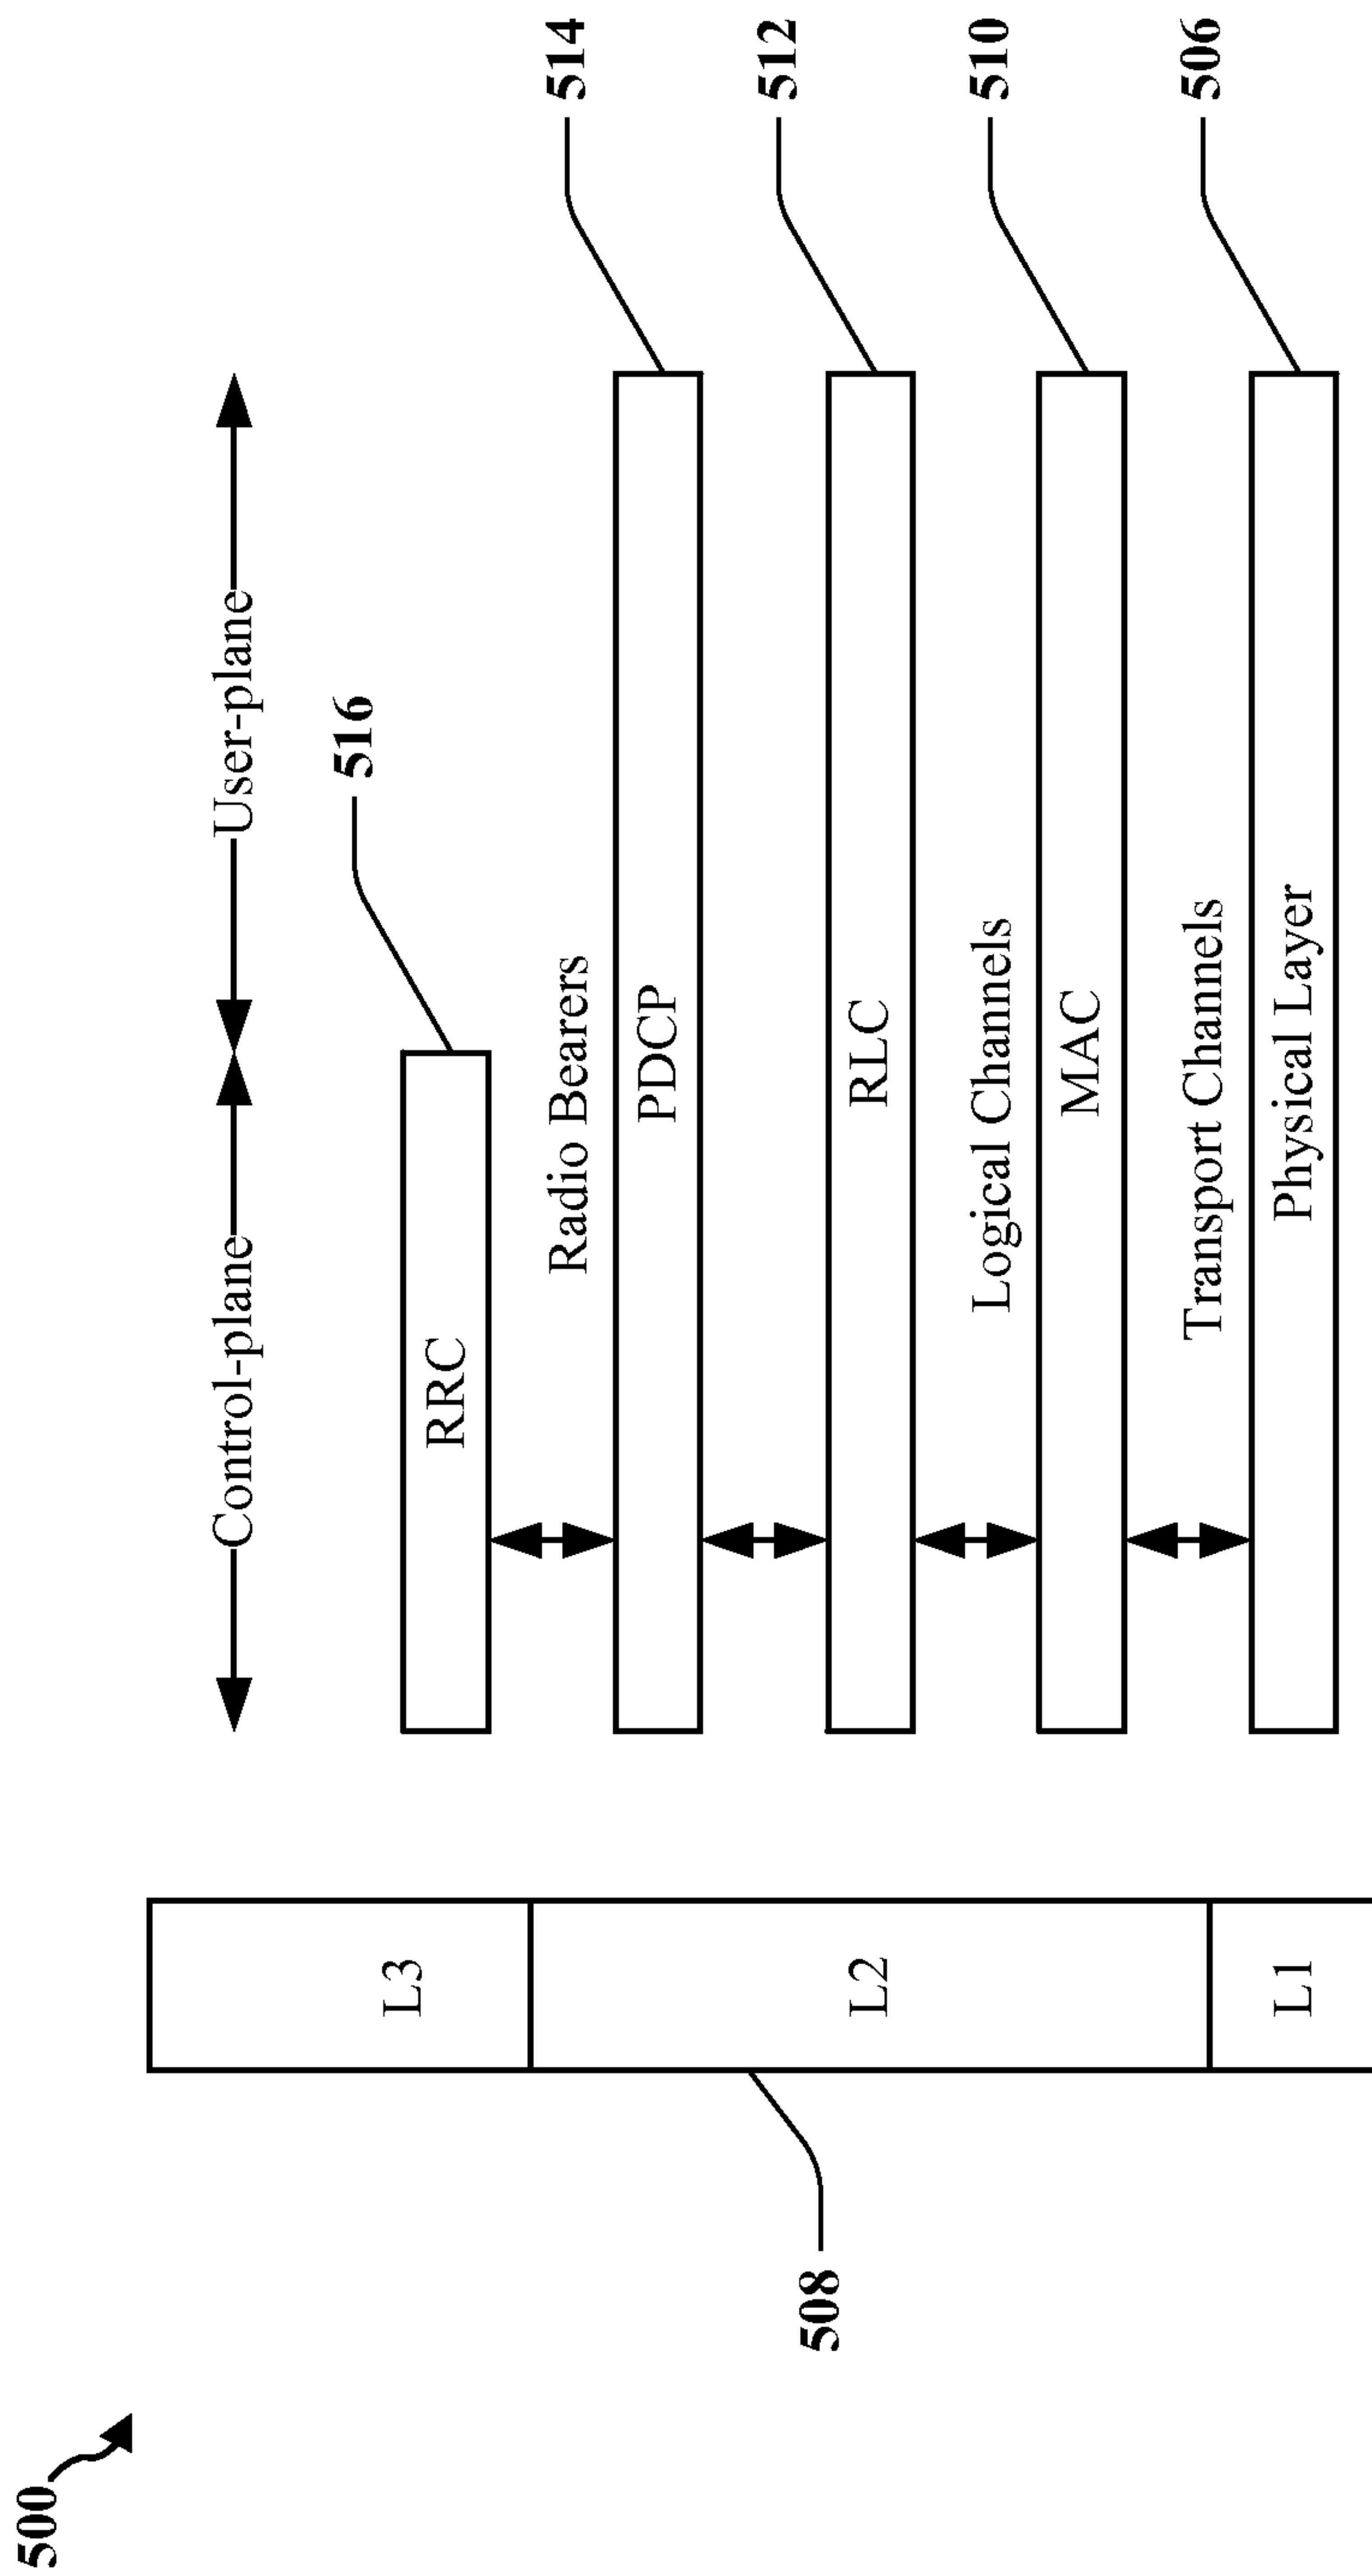 500
Control-plane
User-plane
516
L3
RRC
514
Radio Bearers
PDCP
508
L2
512
RLC
510
Logical Channels
MAC
506
Transport Channels
L1
Physical Layer